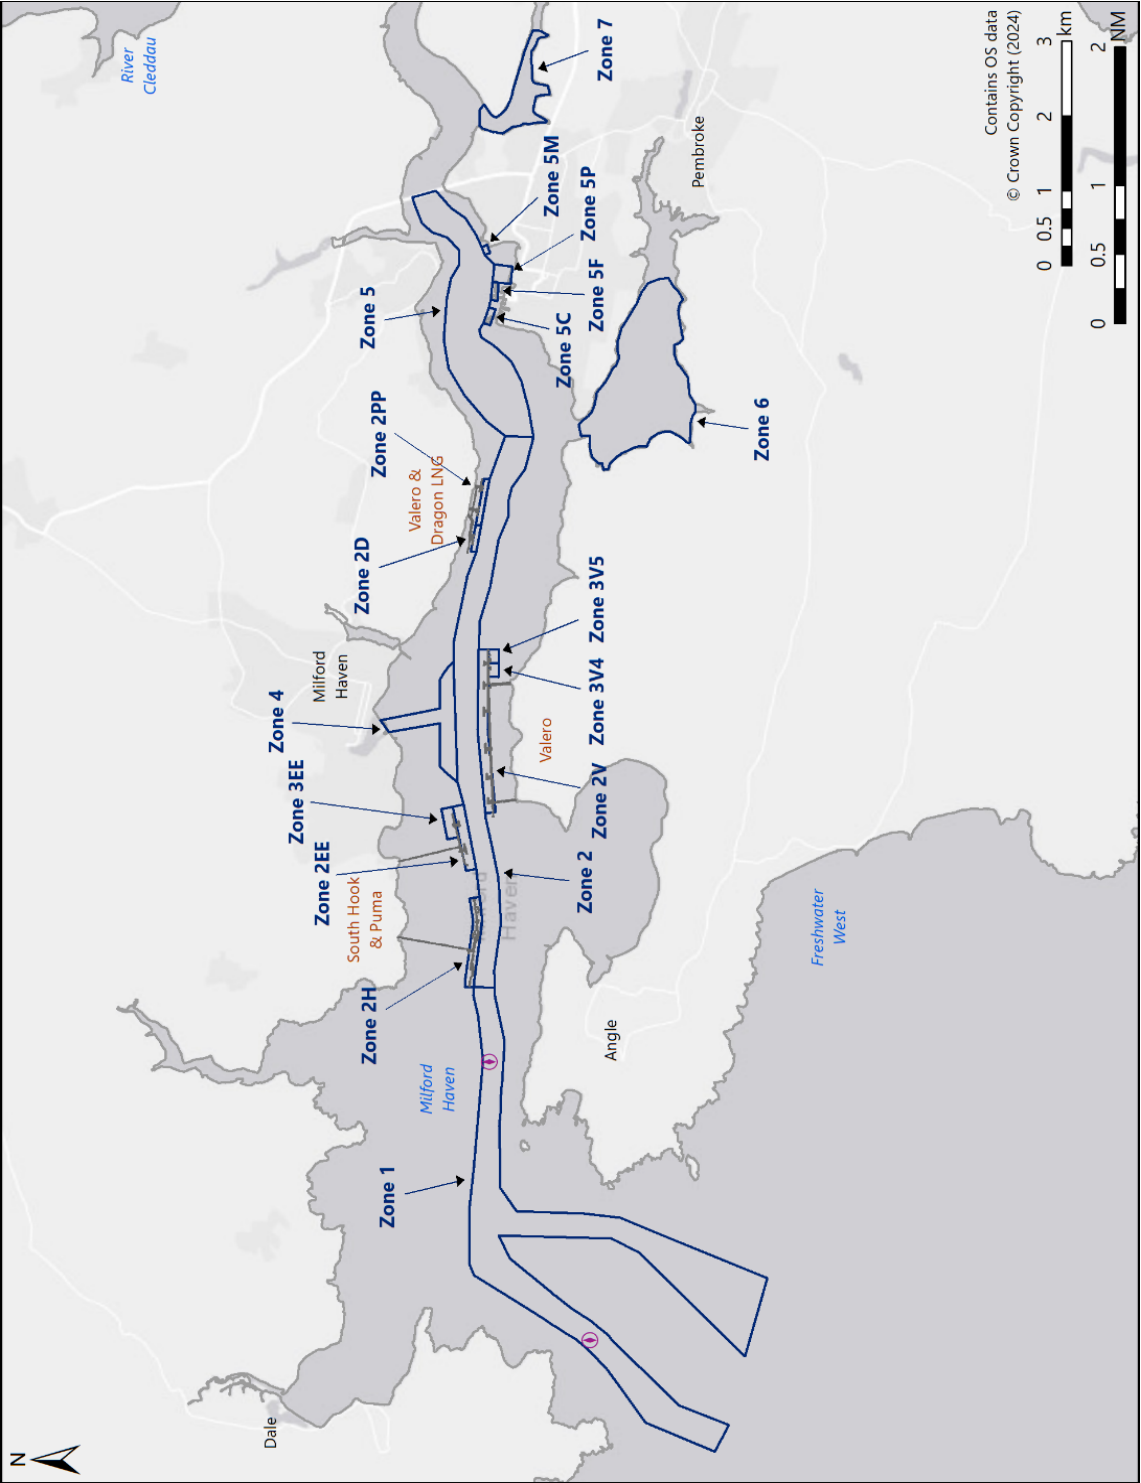 N
River
Cleddau
Contains OS data
© Crown Copyright (2024)
0 0.5 1 2 3
km
0 0.5 1 2
NM
Zone 7
Zone 5M
Zone 5P
Zone 5F
Zone 5C
Zone 5
Pembroke
Zone 6
Zone 2PP
Valero &
Dragon LNG
Zone 2D
Zone 3V5
Zone 3V4
Valero
Zone 2V
Milford
Haven
Zone 4
Zone 3EE
Zone 2EE
South Hook
& Puma
Zone 2
Haven
Zone 2H
Freshwater
West
Angle
Milford
Haven
Zone 1
Dale